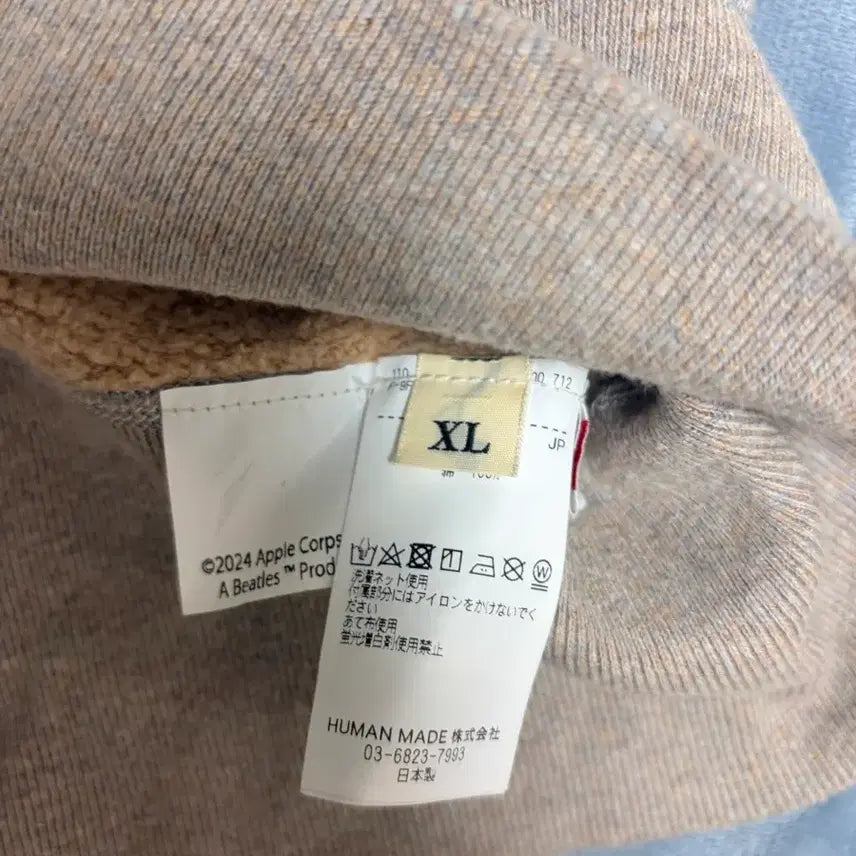 ©2024 Apple Corps
A Beatles™ Prod
110
712
XL
JP
W
洗濯ネット使用
付属部分にはアイロンをかけないでく
ださい
あて布使用
蛍光増白剤使用禁止
HUMAN MADE 株式会社
03-6823-7993
日本製